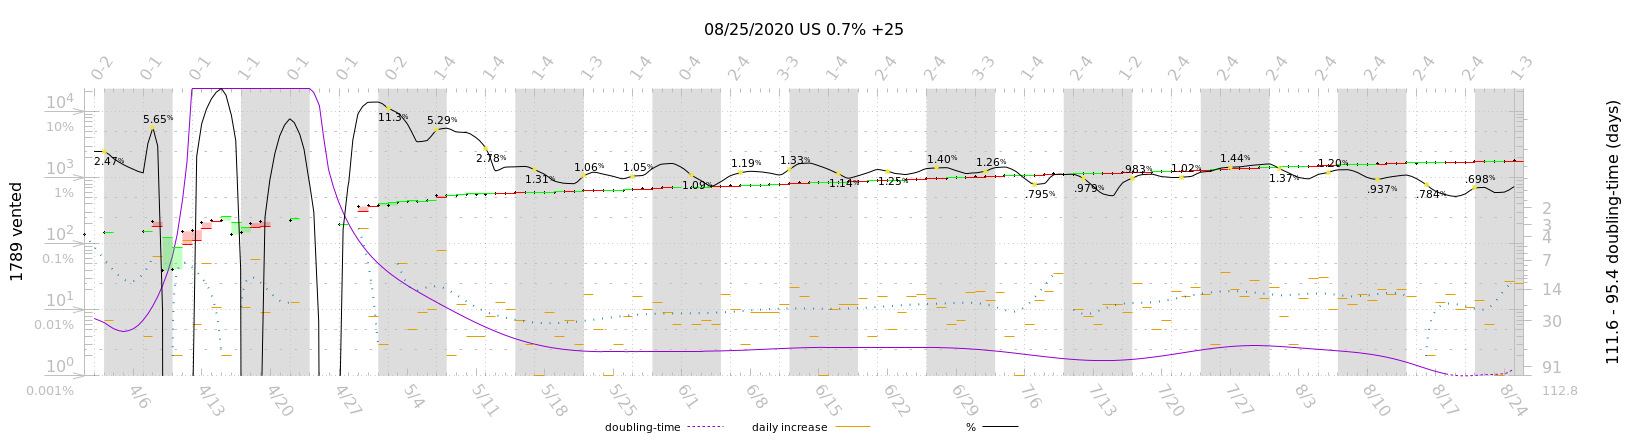 08/25/2020 US 0.7% +25
0-2 0-1 0-1 1-1 0-1 0-1 0-2 1-4 1-4 1-4 1-3 1-4 0-4 2-4 3-3 1-4 2-4 2-4 3-3 1-4 2-4 1-2 2-4 2-4 2-4 2-4 2-4 2-4 2-4 1-3
10⁴
10%
10³
1%
10²
0.1%
10¹
0.01%
10⁰
0.001%
1789 vented
2.47% 5.65% 11.3% 5.29% 2.78% 1.31% 1.06% 1.05% 1.09% 1.19% 1.33% 1.14% 1.25% 1.40% 1.26% .795% .979% .983% 1.02% 1.44% 1.37% 1.20% .937% .784% .698%
2
3
4
7
14
30
91
112.8
111.6 - 95.4 doubling-time (days)
4/6 4/13 4/20 4/27 5/4 5/11 5/18 5/25 6/1 6/8 6/15 6/22 6/29 7/6 7/13 7/20 7/27 8/3 8/10 8/17 8/24
doubling-time daily increase %